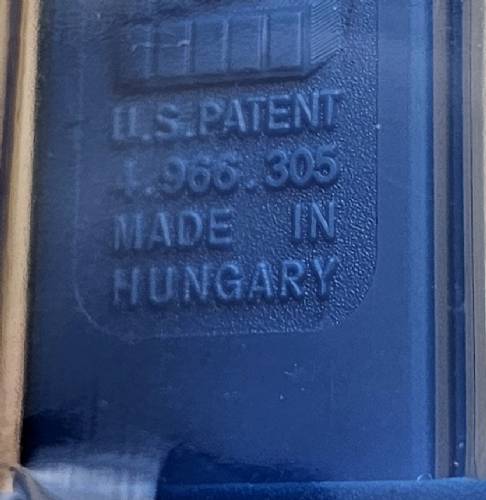 U.S.PATENT
4.966.305
MADE IN
HUNGARY